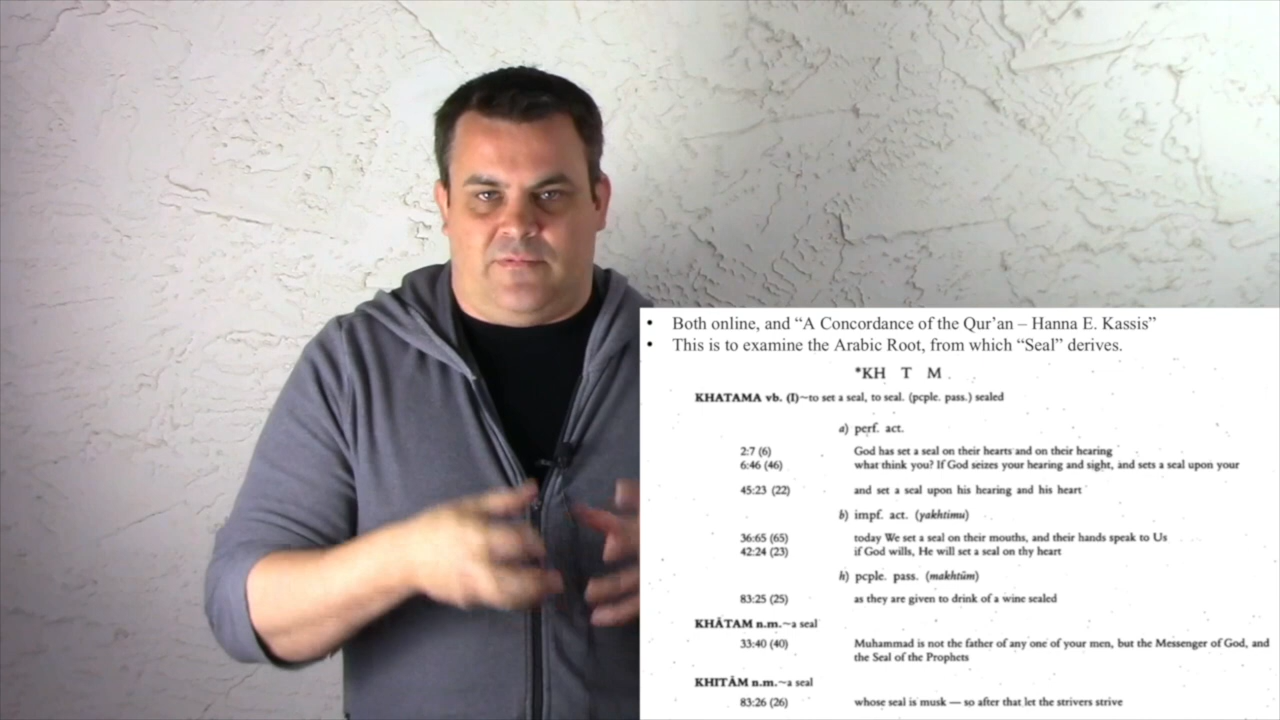 • Both online, and “A Concordance of the Qur’an – Hanna E. Kassis”
• This is to examine the Arabic Root, from which “Seal” derives.
*KH T M
KHATAMA vb. (I)~to set a seal, to seal. (pcple. pass.) sealed
a) perf. act.
2:7 (6) God has set a seal on their hearts and on their hearing
6:46 (46) what think you? If God seizes your hearing and sight, and sets a seal upon your
45:23 (22) and set a seal upon his hearing and his heart
b) impf. act. (yakhtimu)
36:65 (65) today We set a seal on their mouths, and their hands speak to Us
42:24 (23) if God wills, He will set a seal on thy heart
h) pcple. pass. (makhtūm)
83:25 (25) as they are given to drink of a wine sealed
KHĀTAM n.m.~a seal
33:40 (40) Muhammad is not the father of any one of your men, but the Messenger of God, and
the Seal of the Prophets
KHITĀM n.m.~a seal
83:26 (26) whose seal is musk — so after that let the strivers strive